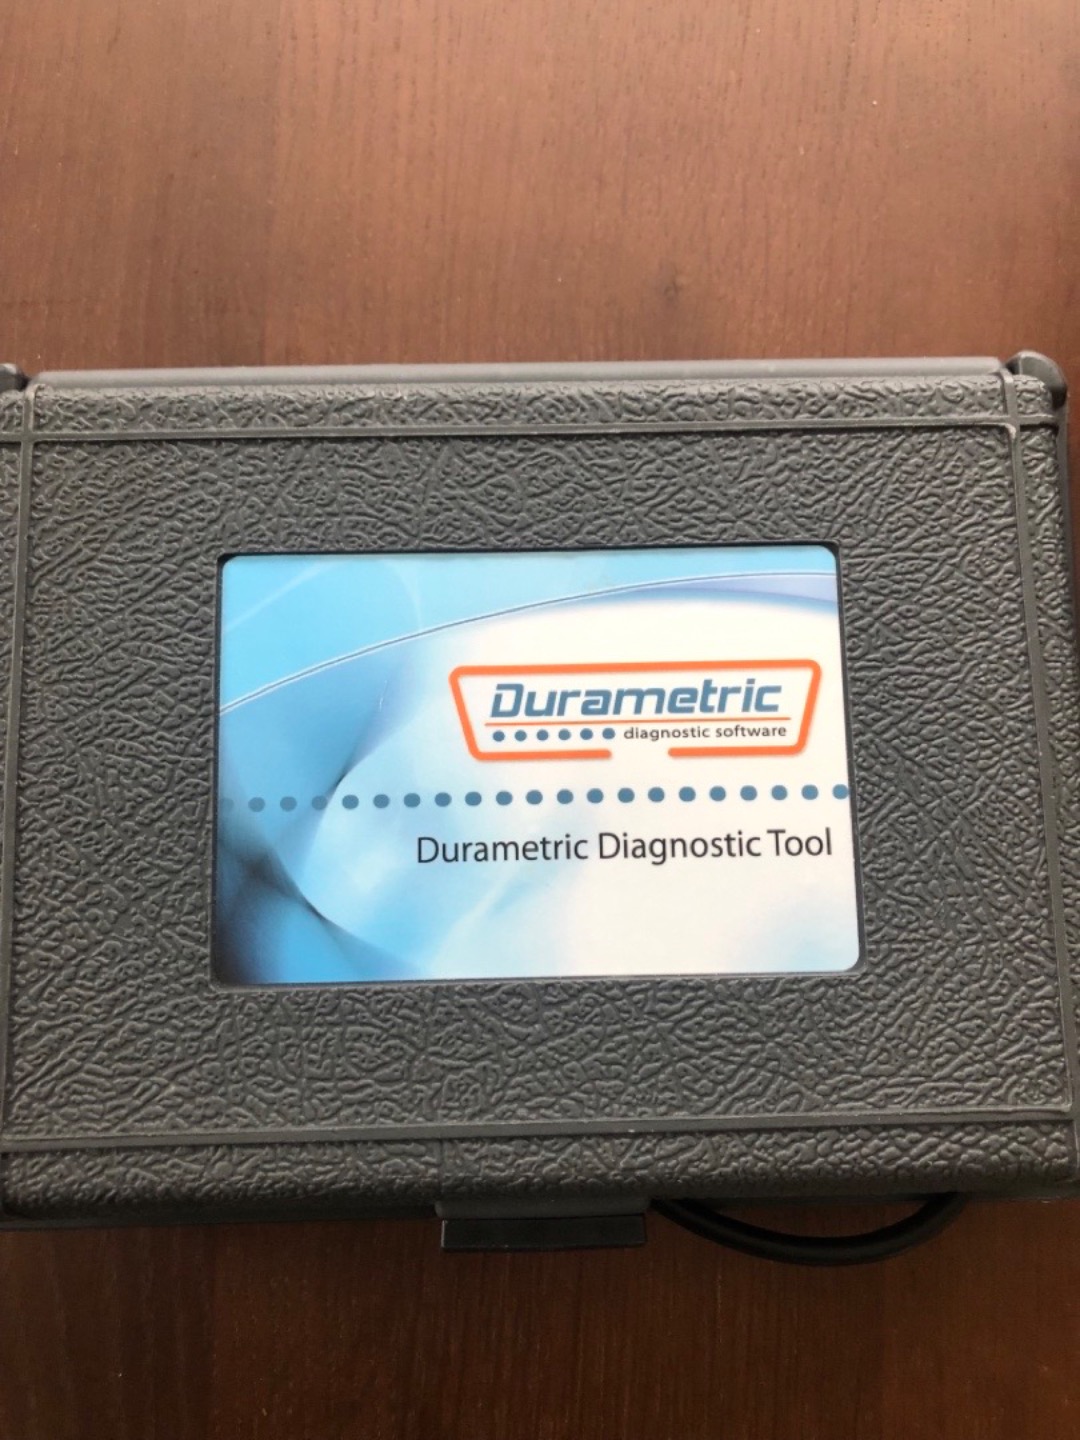 Durametric
diagnostic software
Durametric Diagnostic Tool